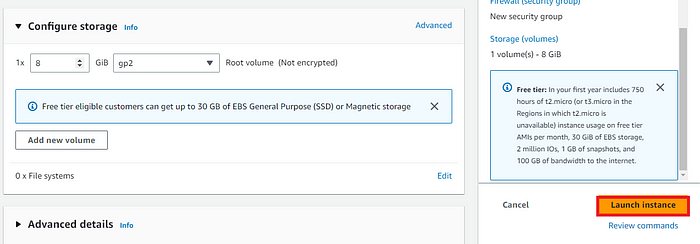 Configure storage Info Advanced
1x 8 GiB gp2 Root volume (Not encrypted)
Free tier eligible customers can get up to 30 GB of EBS General Purpose (SSD) or Magnetic storage
Add new volume
0 x File systems Edit
Advanced details Info
Firewall (security group)
New security group
Storage (volumes)
1 volume(s) - 8 GiB
Free tier: In your first year includes 750
hours of t2.micro (or t3.micro in the
Regions in which t2.micro is
unavailable) instance usage on free tier
AMIs per month, 30 GiB of EBS storage,
2 million IOs, 1 GB of snapshots, and
100 GB of bandwidth to the internet.
Cancel Launch instance
Review commands